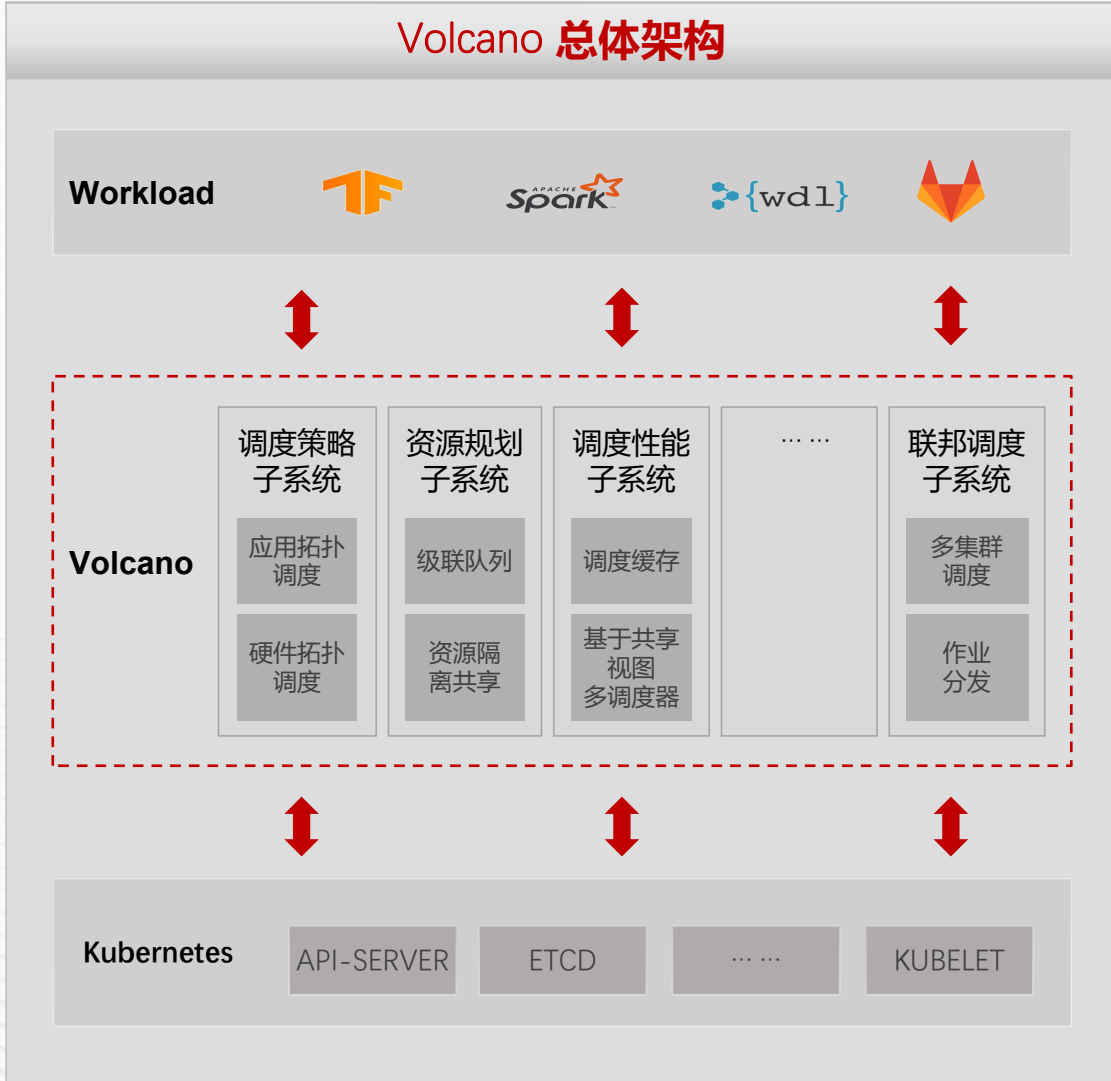 Volcano 总体架构
Workload
APACHE
Spark
{wdl}
调度策略
子系统
应用拓扑
调度
硬件拓扑
调度
资源规划
子系统
级联队列
资源隔
离共享
调度性能
子系统
调度缓存
基于共享
视图
多调度器
... ...
联邦调度
子系统
多集群
调度
作业
分发
Volcano
Kubernetes
API-SERVER
ETCD
... ...
KUBELET